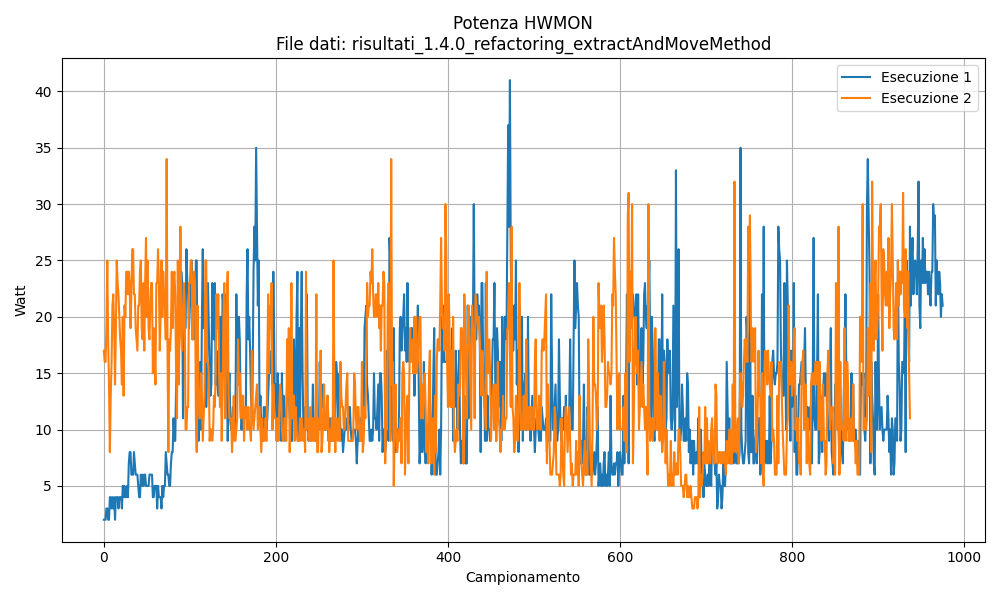 Potenza HWMON
File dati: risultati_1.4.0_refactoring_extractAndMoveMethod
Esecuzione 1
Esecuzione 2
Watt
40
35
30
25
20
15
10
5
0
200
400
600
800
1000
Campionamento